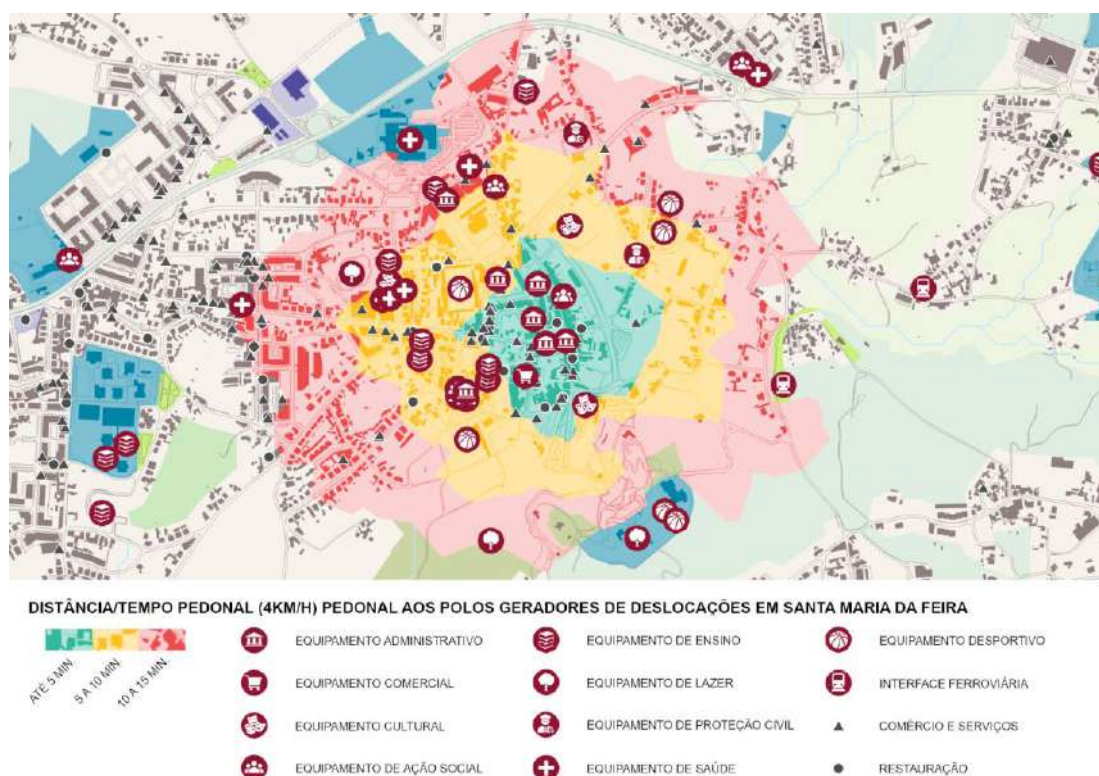 DISTÂNCIA/TEMPO PEDONAL (4KM/H) PEDONAL AOS POLOS GERADORES DE DESLOCAÇÕES EM SANTA MARIA DA FEIRA
ATÉ 5 MIN.
5 A 10 MIN.
10 A 15 MIN.
EQUIPAMENTO ADMINISTRATIVO
EQUIPAMENTO COMERCIAL
EQUIPAMENTO CULTURAL
EQUIPAMENTO DE AÇÃO SOCIAL
EQUIPAMENTO DE ENSINO
EQUIPAMENTO DE LAZER
EQUIPAMENTO DE PROTEÇÃO CIVIL
EQUIPAMENTO DE SAÚDE
EQUIPAMENTO DESPORTIVO
INTERFACE FERROVIÁRIA
COMÉRCIO E SERVIÇOS
RESTAURAÇÃO